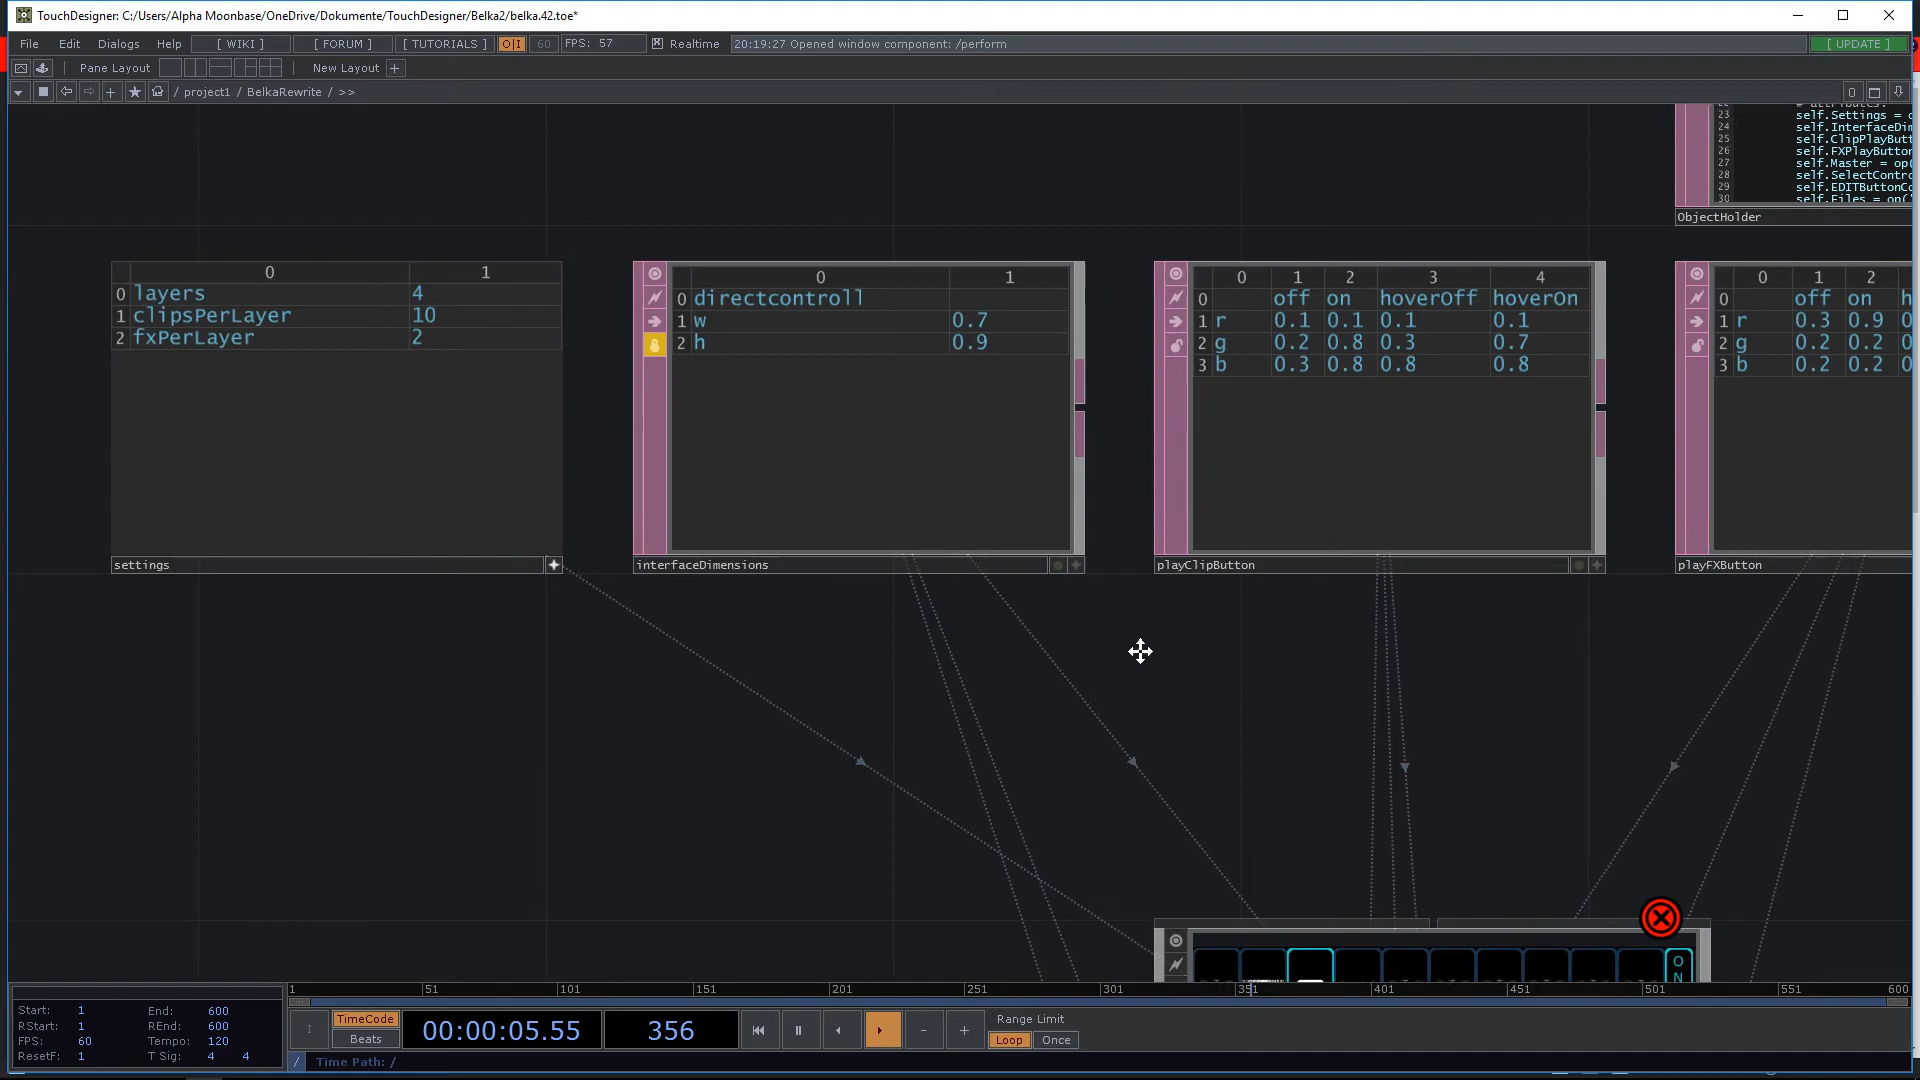 TouchDesigner: C:/Users/Alpha Moonbase/OneDrive/Dokumente/TouchDesigner/Belka2/belka.42.toe*
File Edit Dialogs Help [ WIKI ] [ FORUM ] [ TUTORIALS ] O|I 60 FPS: 57 Realtime 20:19:27 Opened window component: /perform [ UPDATE ]
Pane Layout New Layout +
/ project1 / BelkaRewrite / >> 0
23 self.Settings =
24 self.InterfaceDi
25 self.ClipPlayBut
26 self.FXPlayButto
27 self.Master = op(
28 self.SelectContr
29 self.EDITButtonC
30 self.Files = op(
ObjectHolder
0 1
0 layers 4
1 clipsPerLayer 10
2 fxPerLayer 2
settings
0 1
0 directcontroll
1 w 0.7
2 h 0.9
interfaceDimensions
0 1 2 3 4
0 off on hoverOff hoverOn
1 r 0.1 0.1 0.1 0.1
2 g 0.2 0.8 0.3 0.7
3 b 0.3 0.8 0.8 0.8
playClipButton
0 1 2
0 off on h
1 r 0.3 0.9 0
2 g 0.2 0.2 0
3 b 0.2 0.2 0
playFXButton
O
N
1 51 101 151 201 251 301 351 401 451 501 551 600
Start: 1 End: 600
RStart: 1 REnd: 600
FPS: 60 Tempo: 120
ResetF: 1 T Sig: 4 4
TimeCode
Beats
00:00:05.55
356
Range Limit
Loop Once
/ Time Path: /